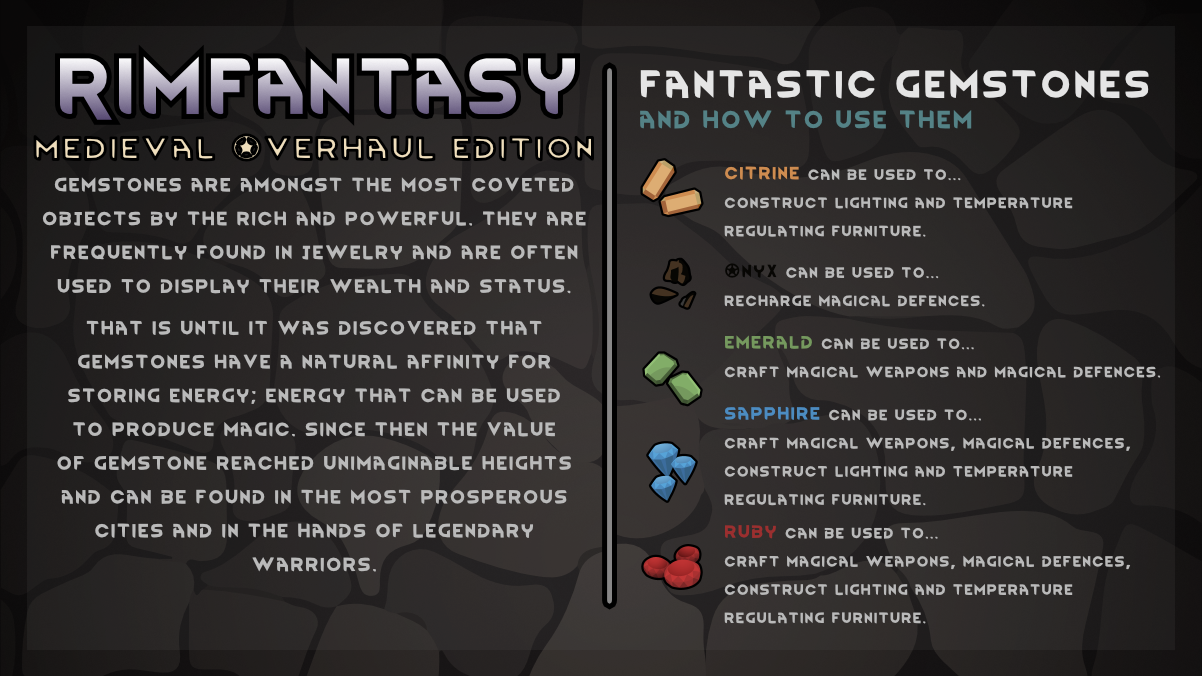 RIMFANTASY
MEDIEVAL OVERHAUL EDITION
GEMSTONES ARE AMONGST THE MOST COVETED
OBJECTS BY THE RICH AND POWERFUL. THEY ARE
FREQUENTLY FOUND IN JEWELRY AND ARE OFTEN
USED TO DISPLAY THEIR WEALTH AND STATUS.
THAT IS UNTIL IT WAS DISCOVERED THAT
GEMSTONES HAVE A NATURAL AFFINITY FOR
STORING ENERGY; ENERGY THAT CAN BE USED
TO PRODUCE MAGIC. SINCE THEN THE VALUE
OF GEMSTONE REACHED UNIMAGINABLE HEIGHTS
AND CAN BE FOUND IN THE MOST PROSPEROUS
CITIES AND IN THE HANDS OF LEGENDARY
WARRIORS.
FANTASTIC GEMSTONES
AND HOW TO USE THEM
CITRINE CAN BE USED TO...
CONSTRUCT LIGHTING AND TEMPERATURE
REGULATING FURNITURE.
ONYX CAN BE USED TO...
RECHARGE MAGICAL DEFENCES.
EMERALD CAN BE USED TO...
CRAFT MAGICAL WEAPONS AND MAGICAL DEFENCES.
SAPPHIRE CAN BE USED TO...
CRAFT MAGICAL WEAPONS, MAGICAL DEFENCES,
CONSTRUCT LIGHTING AND TEMPERATURE
REGULATING FURNITURE.
RUBY CAN BE USED TO...
CRAFT MAGICAL WEAPONS, MAGICAL DEFENCES,
CONSTRUCT LIGHTING AND TEMPERATURE
REGULATING FURNITURE.